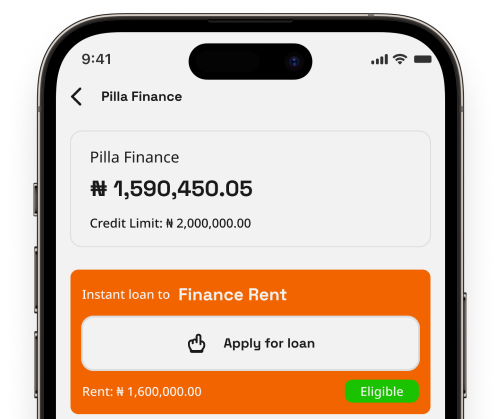 9:41
Pilla Finance
Pilla Finance
₦ 1,590,450.05
Credit Limit: ₦ 2,000,000.00
Instant loan to Finance Rent
Apply for loan
Rent: ₦ 1,600,000.00 Eligible